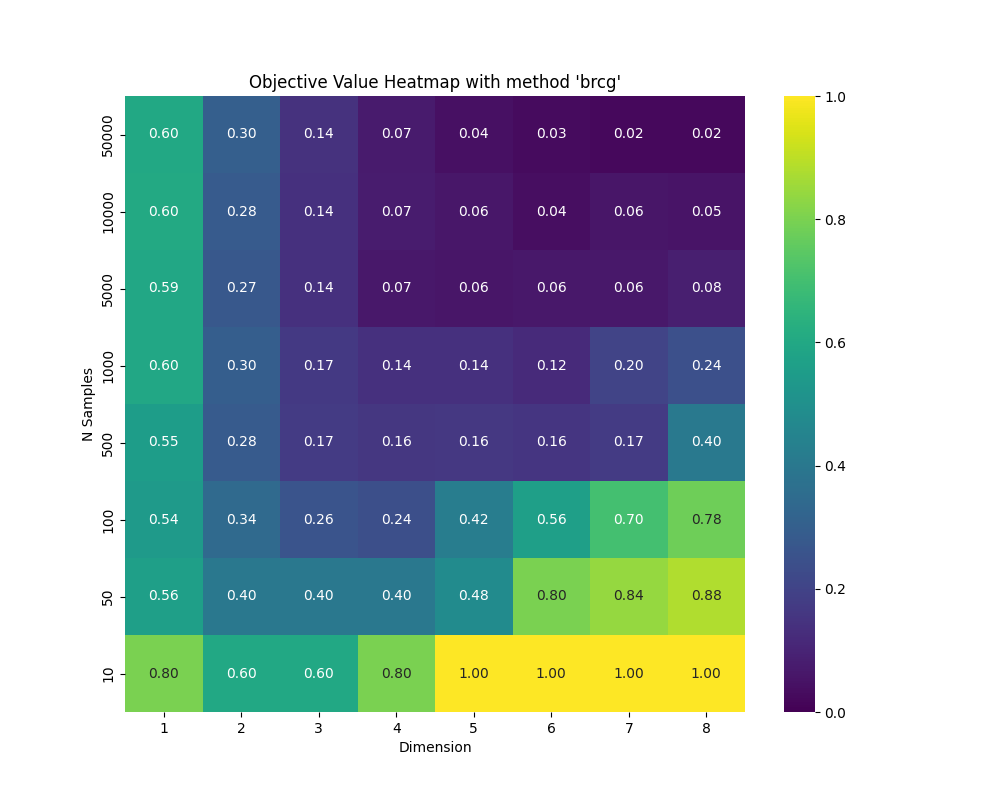 Objective Value Heatmap with method 'brcg'
50000 0.60 0.30 0.14 0.07 0.04 0.03 0.02 0.02
10000 0.60 0.28 0.14 0.07 0.06 0.04 0.06 0.05
5000 0.59 0.27 0.14 0.07 0.06 0.06 0.06 0.08
1000 0.60 0.30 0.17 0.14 0.14 0.12 0.20 0.24
500 0.55 0.28 0.17 0.16 0.16 0.16 0.17 0.40
100 0.54 0.34 0.26 0.24 0.42 0.56 0.70 0.78
50 0.56 0.40 0.40 0.40 0.48 0.80 0.84 0.88
10 0.80 0.60 0.60 0.80 1.00 1.00 1.00 1.00
N Samples
1 2 3 4 5 6 7 8
Dimension
1.0
0.8
0.6
0.4
0.2
0.0